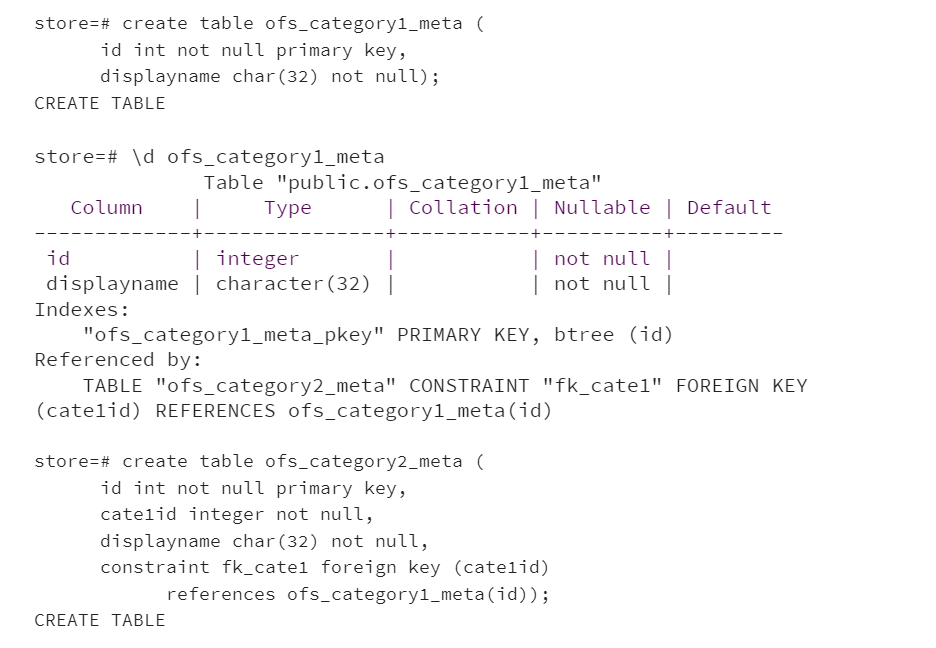 store=# create table ofs_category1_meta (
      id int not null primary key,
      displayname char(32) not null);
CREATE TABLE

store=# \d ofs_category1_meta
               Table "public.ofs_category1_meta"
   Column    |     Type      | Collation | Nullable | Default
-------------+---------------+-----------+----------+---------
 id          | integer       |           | not null |
 displayname | character(32) |           | not null |
Indexes:
    "ofs_category1_meta_pkey" PRIMARY KEY, btree (id)
Referenced by:
    TABLE "ofs_category2_meta" CONSTRAINT "fk_cate1" FOREIGN KEY
(cate1id) REFERENCES ofs_category1_meta(id)

store=# create table ofs_category2_meta (
      id int not null primary key,
      cate1id integer not null,
      displayname char(32) not null,
      constraint fk_cate1 foreign key (cate1id)
            references ofs_category1_meta(id));
CREATE TABLE